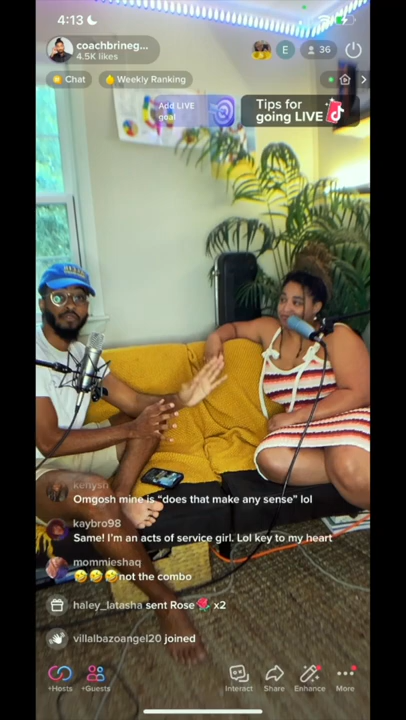 4:13
coachbrineg...
4.5K likes
E
36
Chat
Weekly Ranking
Add LIVE
goal
Tips for
going LIVE
kenysh
Omgosh mine is “does that make any sense” lol
kaybro98
Same! I'm an acts of service girl. Lol key to my heart
mommieshaq
🤣🤣🤣not the combo
haley_latasha sent Rose 🌹 x2
villalbazoangel20 joined
+Hosts
+Guests
Interact
Share
Enhance
More